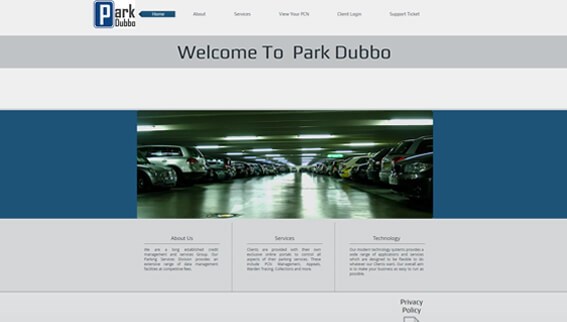 Park
Dubbo
Home About Services View Your PCN Client Login Support Ticket
Welcome To Park Dubbo
About Us
We are a long established credit
management and services Group. Our
Parking Services Division provides an
extensive range of data management
facilities at competitive fees.
Services
Clients are provided with their own
exclusive online portals to control all
aspects of their parking services. These
include PCN Management, Appeals,
Warden Tracing, Collections and more.
Technology
Our modern technology systems provide a
wide range of applications and services
which are designed to be flexible to do
whatever our Clients want. Our overall aim
is to make your business as easy to run as
possible.
Privacy
Policy